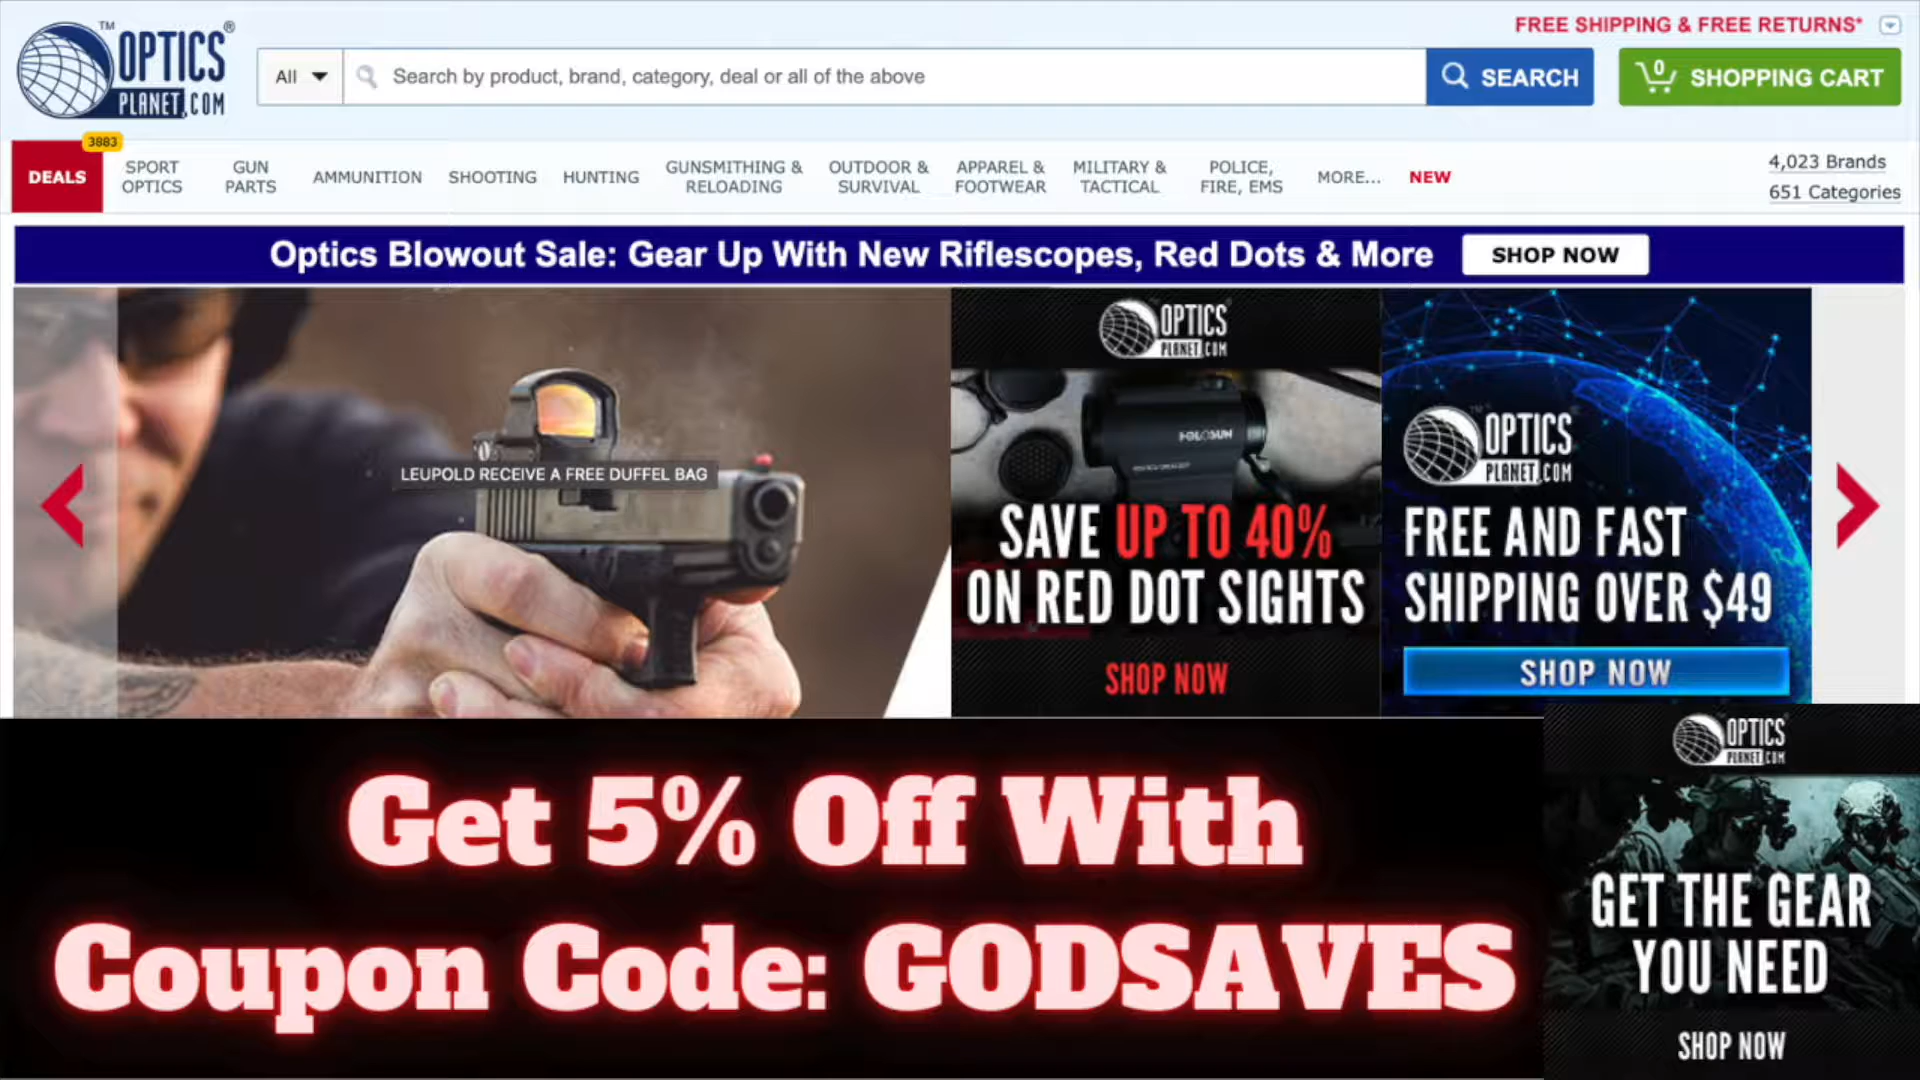 ™ ®
OPTICS
PLANET.COM
FREE SHIPPING & FREE RETURNS*
All
Search by product, brand, category, deal or all of the above
SEARCH
0
SHOPPING CART
3883
DEALS
SPORT
OPTICS
GUN
PARTS
AMMUNITION
SHOOTING
HUNTING
GUNSMITHING &
RELOADING
OUTDOOR &
SURVIVAL
APPAREL &
FOOTWEAR
MILITARY &
TACTICAL
POLICE,
FIRE, EMS
MORE...
NEW
4,023 Brands
651 Categories
Optics Blowout Sale: Gear Up With New Riflescopes, Red Dots & More
SHOP NOW
LEUPOLD RECEIVE A FREE DUFFEL BAG
OPTICS
PLANET.COM
HOLOSUN
SAVE UP TO 40%
ON RED DOT SIGHTS
SHOP NOW
OPTICS
PLANET.COM
FREE AND FAST
SHIPPING OVER $49
SHOP NOW
Get 5% Off With
Coupon Code: GODSAVES
OPTICS
PLANET.COM
GET THE GEAR
YOU NEED
SHOP NOW